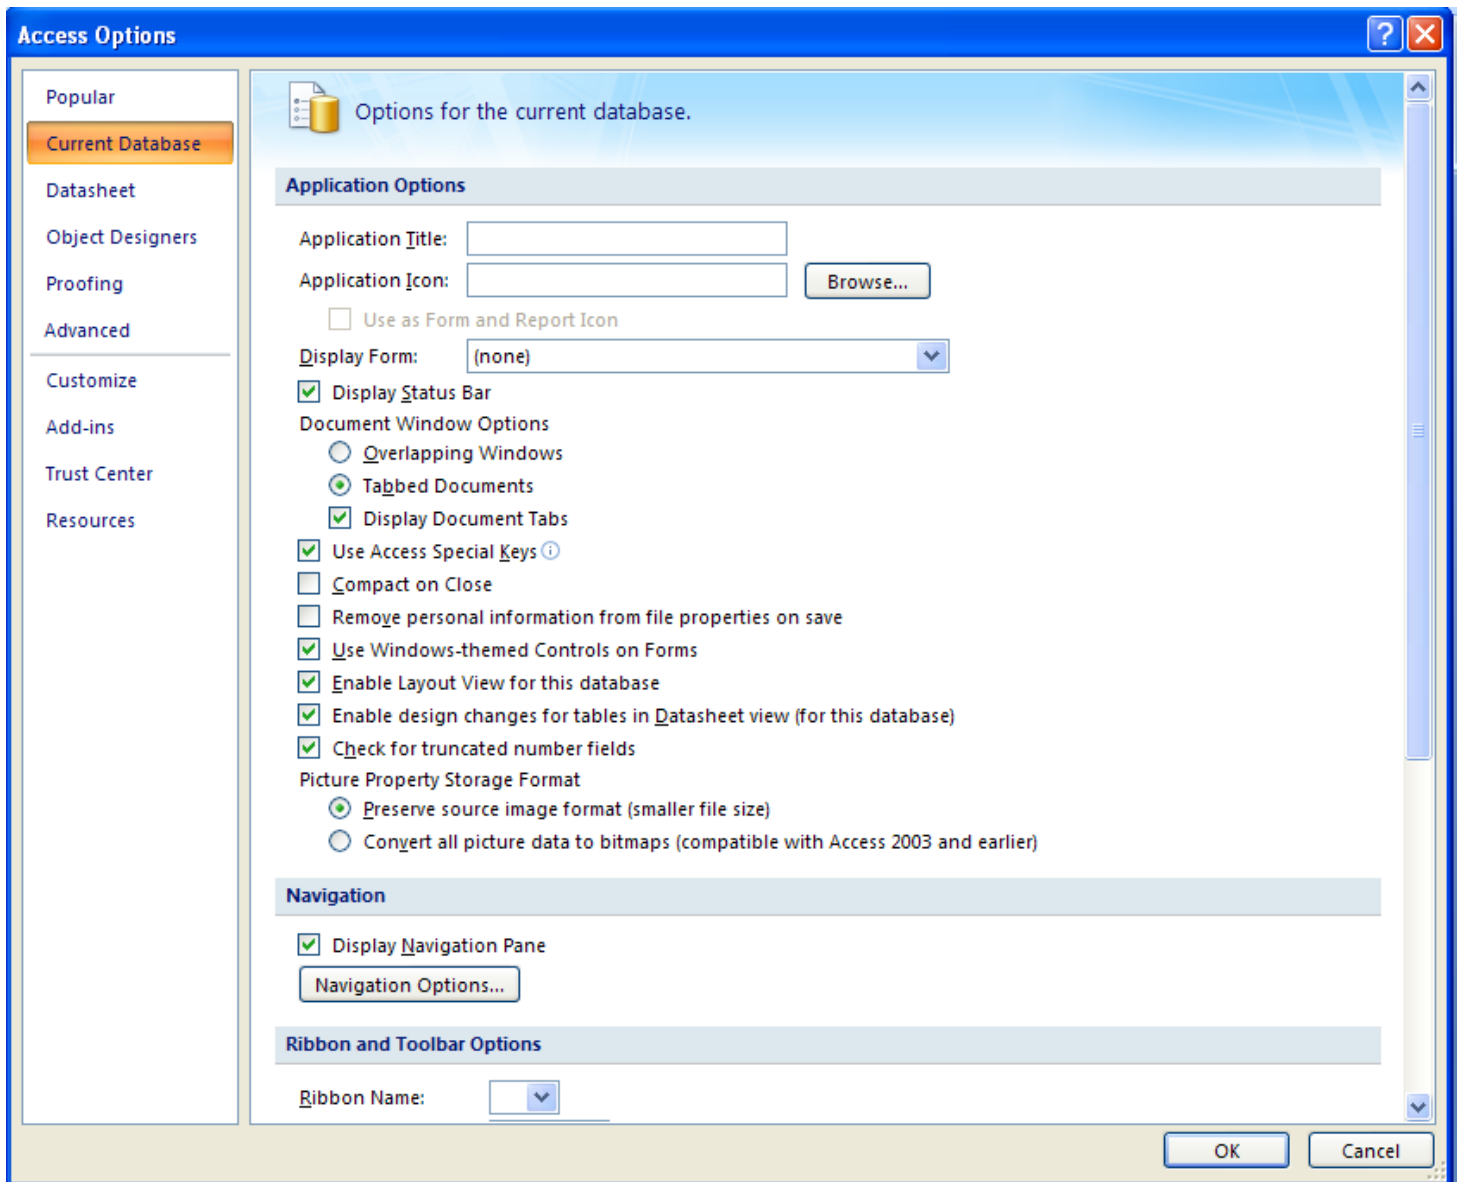 Access Options
?
Popular
Current Database
Datasheet
Object Designers
Proofing
Advanced
Customize
Add-ins
Trust Center
Resources
Options for the current database.
Application Options
Application Title:
Application Icon: Browse...
Use as Form and Report Icon
Display Form: (none)
Display Status Bar
Document Window Options
Overlapping Windows
Tabbed Documents
Display Document Tabs
Use Access Special Keys
Compact on Close
Remove personal information from file properties on save
Use Windows-themed Controls on Forms
Enable Layout View for this database
Enable design changes for tables in Datasheet view (for this database)
Check for truncated number fields
Picture Property Storage Format
Preserve source image format (smaller file size)
Convert all picture data to bitmaps (compatible with Access 2003 and earlier)
Navigation
Display Navigation Pane
Navigation Options...
Ribbon and Toolbar Options
Ribbon Name:
OK Cancel